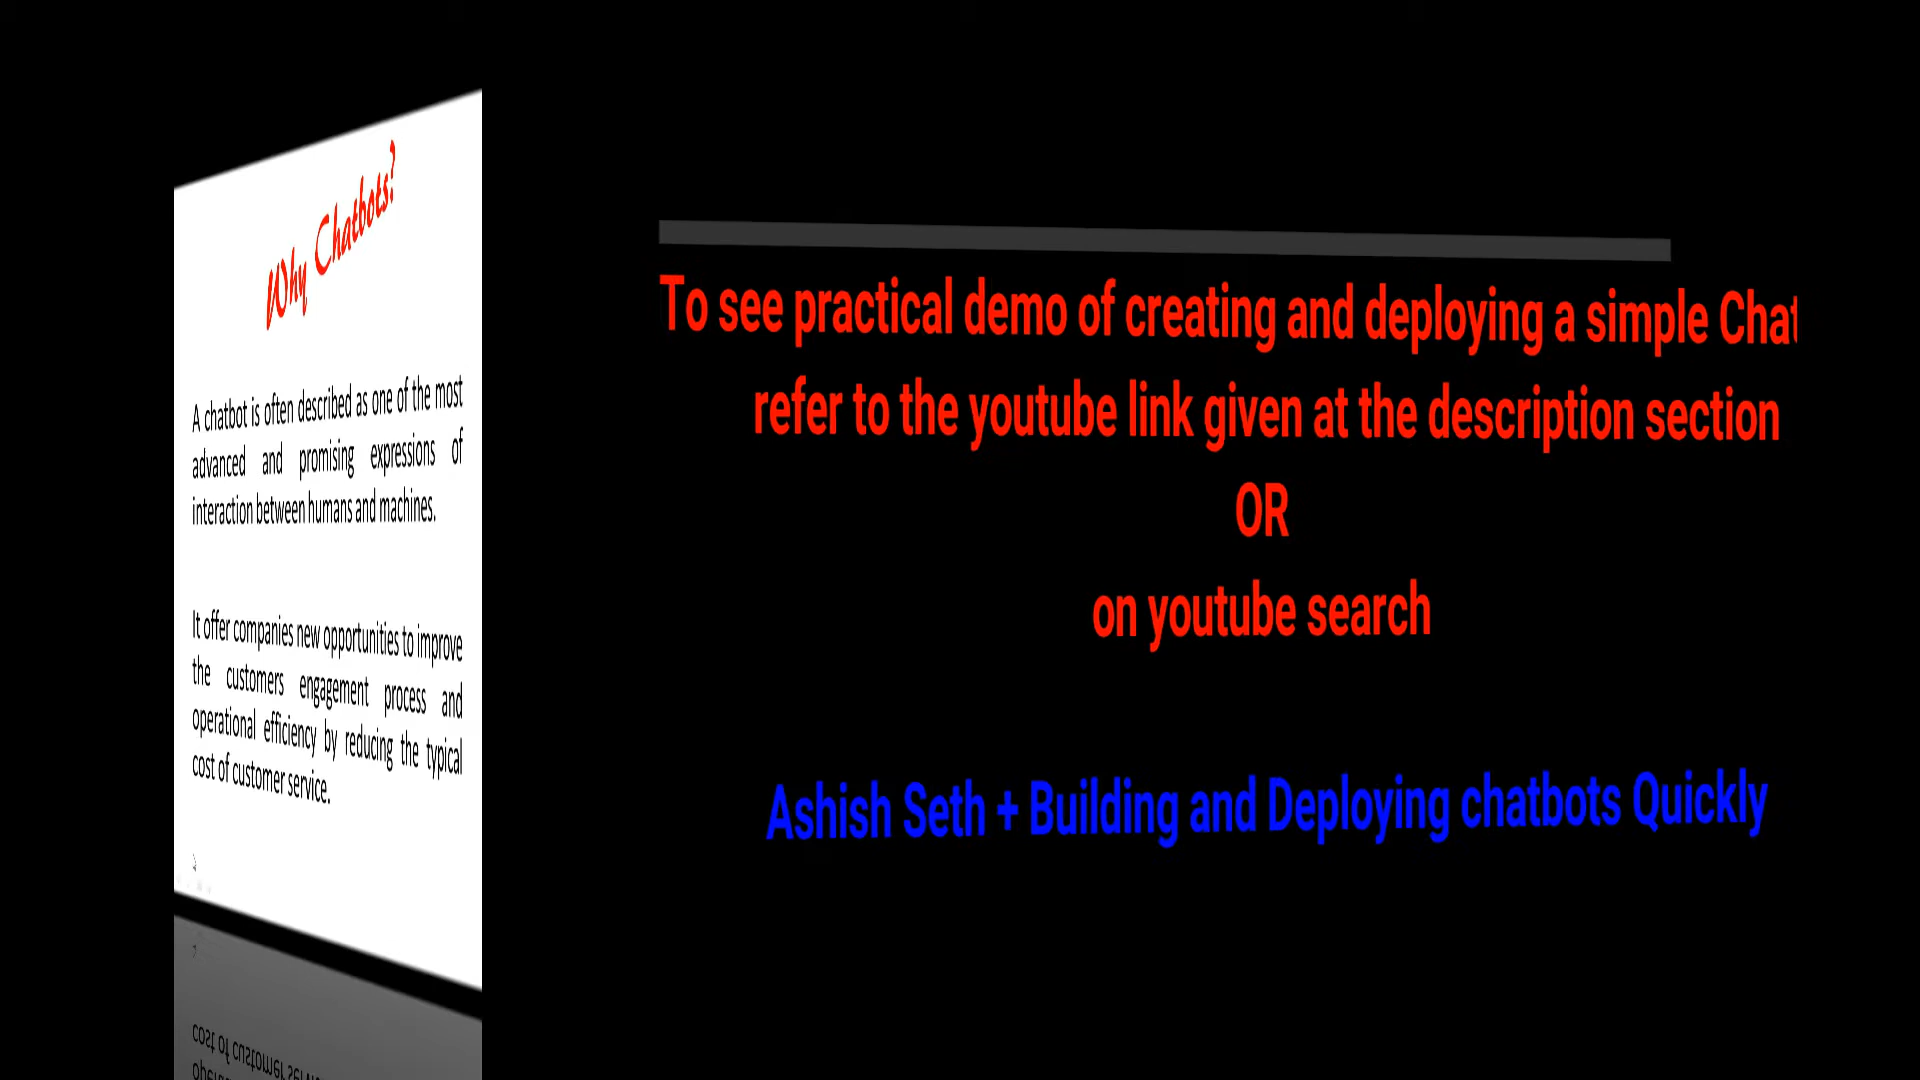 Why Chatbots?
A chatbot is often described as one of the most
advanced and promising expressions of
interaction between humans and machines.
It offer companies new opportunities to improve
the customers engagement process and
operational efficiency by reducing the typical
cost of customer service.
To see practical demo of creating and deploying a simple Chat
refer to the youtube link given at the description section
OR
on youtube search
Ashish Seth + Building and Deploying chatbots Quickly